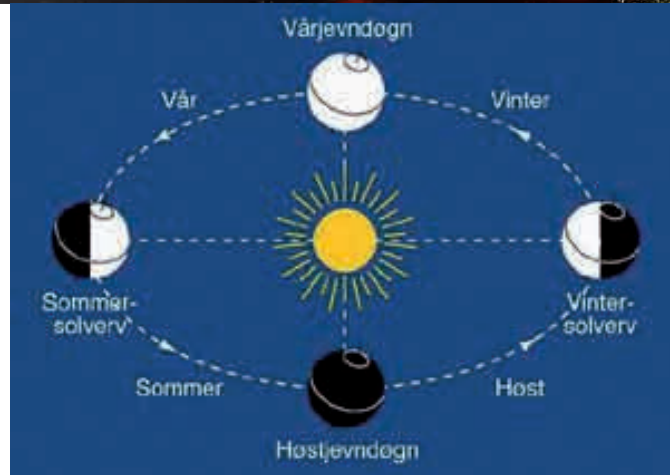 Vårjevndøgn
Vår
Vinter
Sommer-
solverv
Vinter-
solverv
Sommer
Høst
Høstjevndøgn